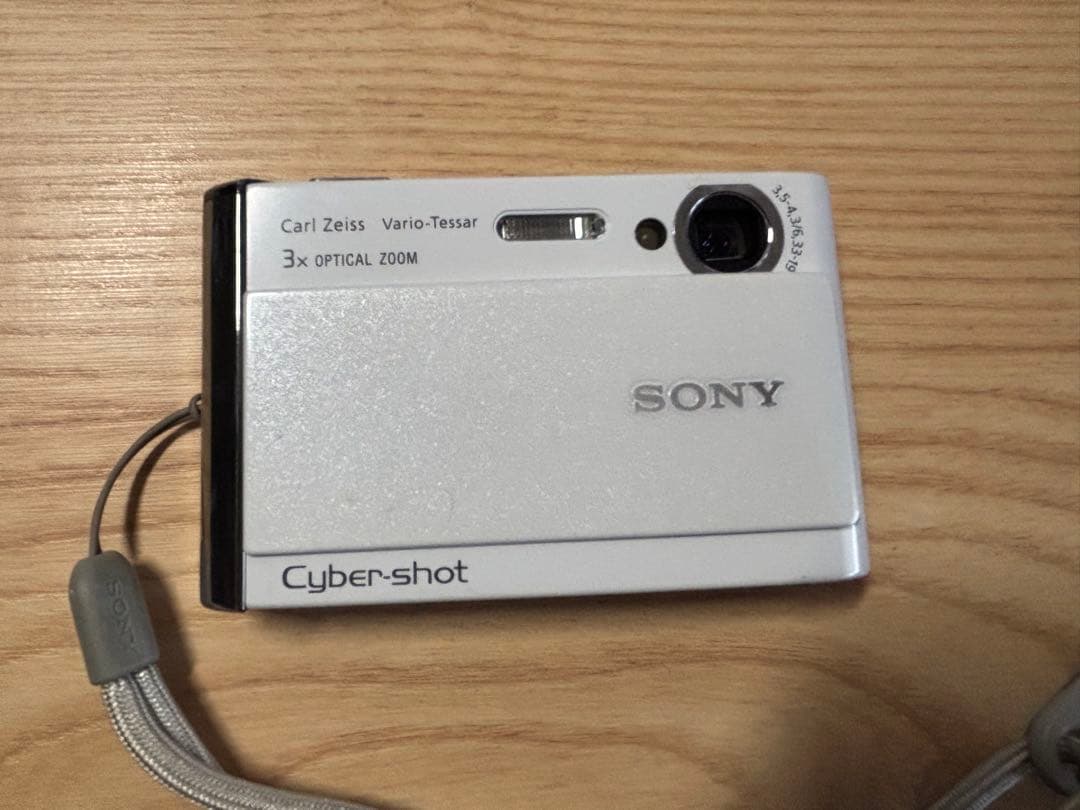 Carl Zeiss Vario-Tessar
3x OPTICAL ZOOM
3,5-4,3/6,33-19
SONY
Cyber-shot
SONY